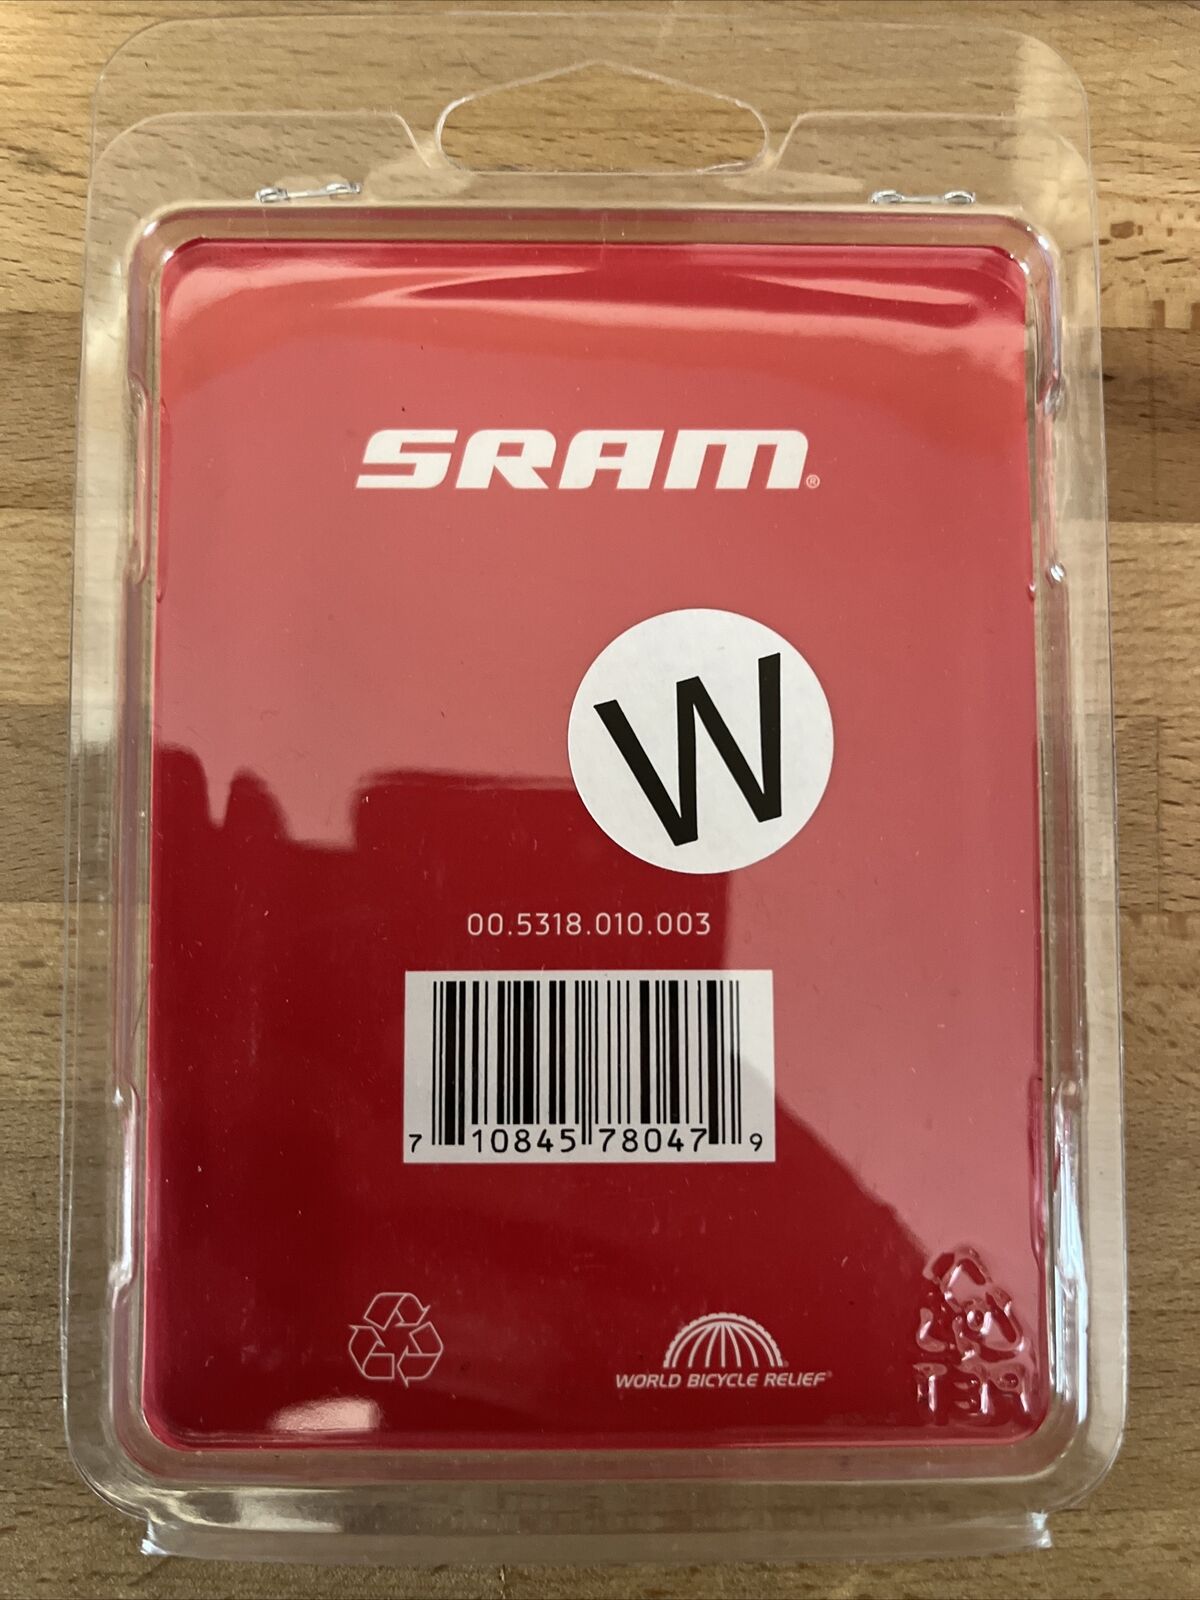 SRAM®
W
00.5318.010.003
7 10845 78047 9
WORLD BICYCLE RELIEF®